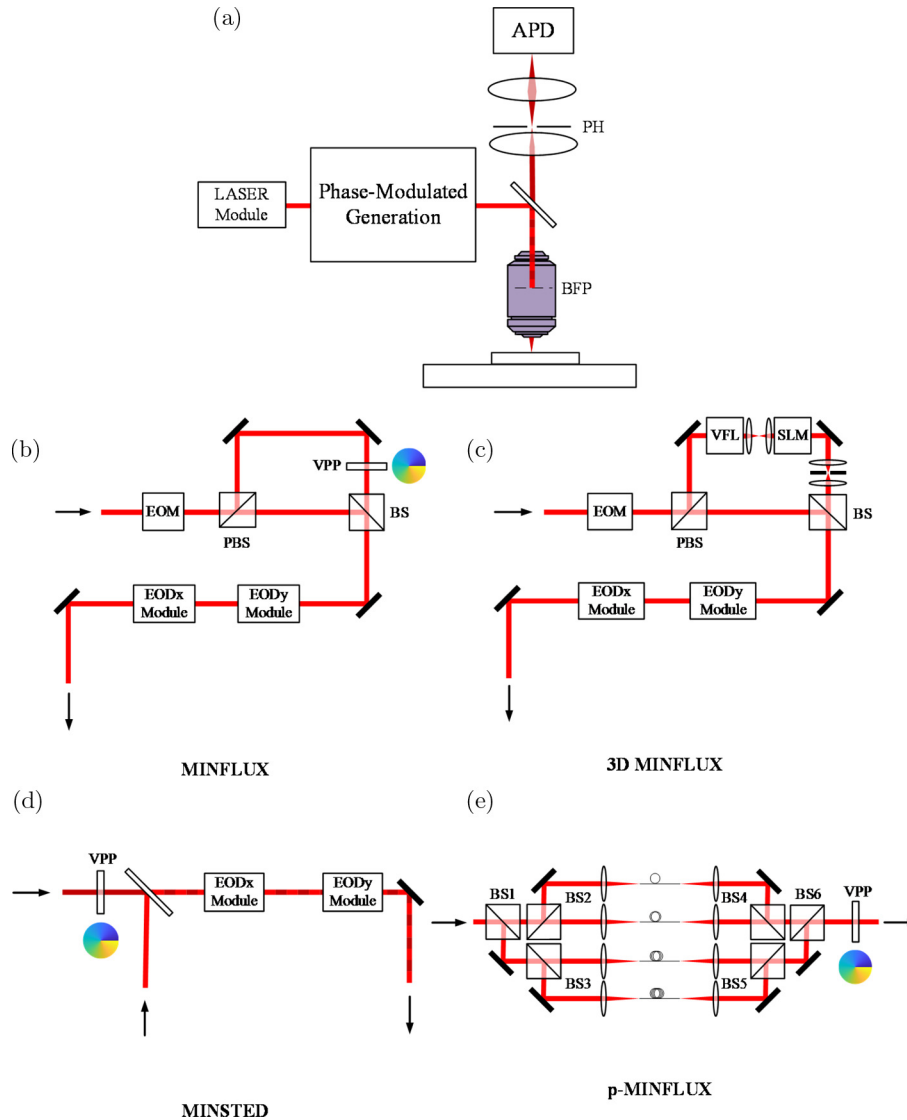 (a)
APD
PH
LASER
Module
Phase-Modulated
Generation
BFP
(b)
VPP
EOM
PBS
BS
EODx
Module
EODy
Module
MINFLUX
(c)
VFL
SLM
EOM
PBS
BS
EODx
Module
EODy
Module
3D MINFLUX
(d)
VPP
EODx
Module
EODy
Module
MINSTED
(e)
BS1
BS2
BS4
BS6
VPP
BS3
BS5
p-MINFLUX